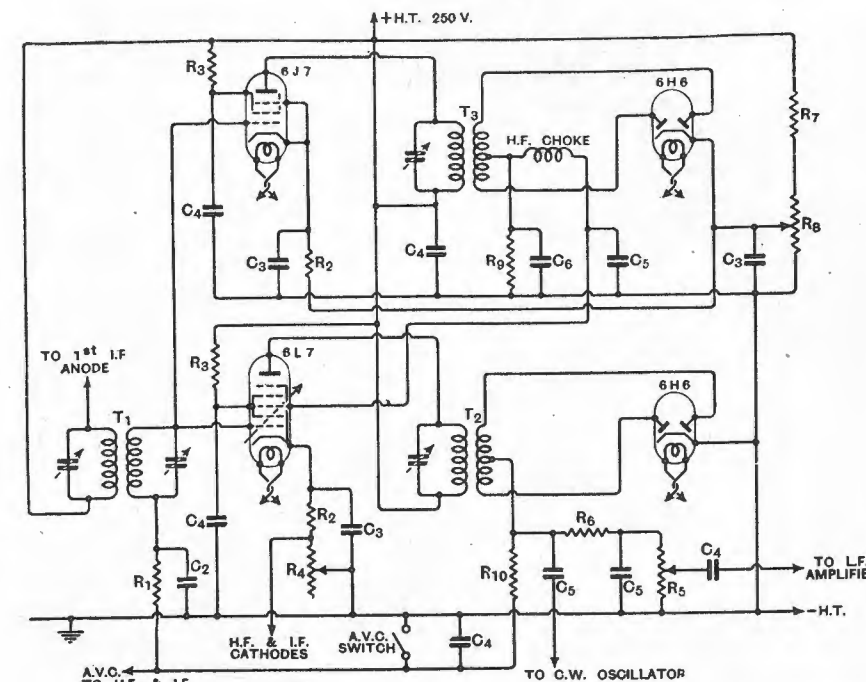 + H.T. 250 V.
R3
6J7
T3
H.F. CHOKE
6H6
R7
R8
C4
C3
R2
C4
R9
C6
C5
C3
TO 1st I.F
ANODE
R3
6L7
T1
T2
6H6
C4
R2
C3
R6
C4
R1
C2
R4
R10
C5
C5
R5
TO L.F.
AMPLIFIER
- H.T.
H.F. & I.F.
CATHODES
A.V.C.
SWITCH
C4
A.V.C.
TO C.W. OSCILLATOR